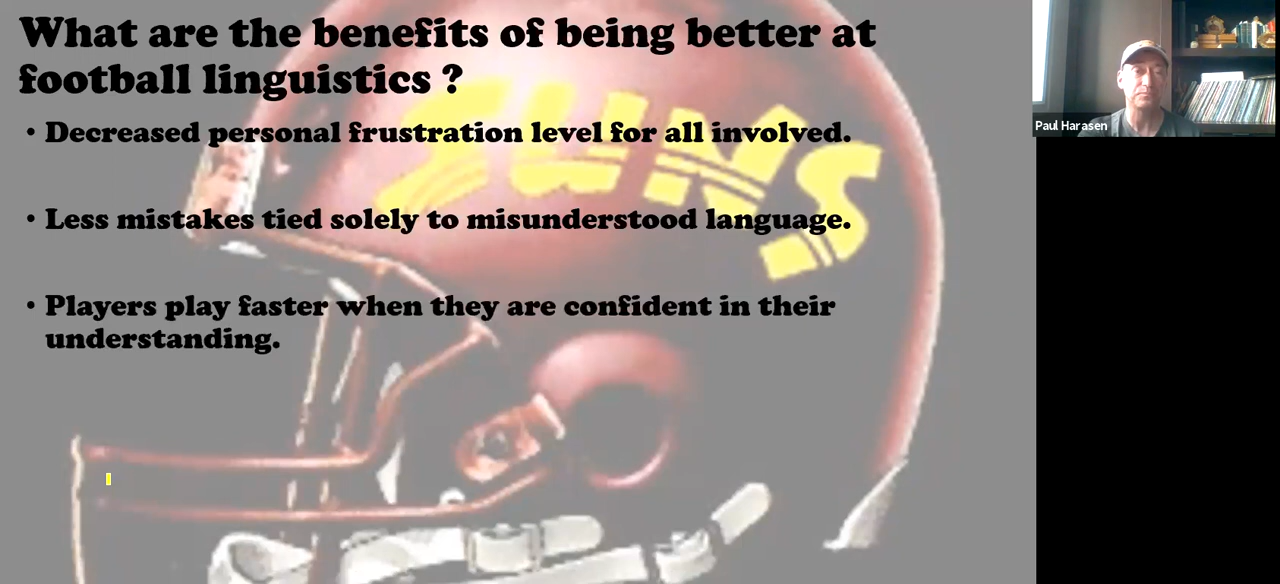 What are the benefits of being better at
football linguistics ?
• Decreased personal frustration level for all involved.
• Less mistakes tied solely to misunderstood language.
• Players play faster when they are confident in their
understanding.
SUNS
Paul Harasen